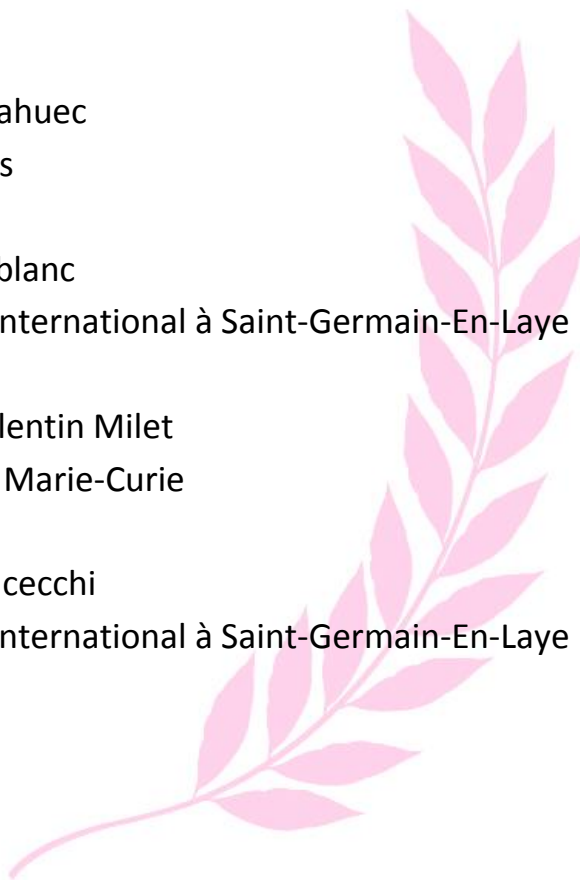 ahuec
s
blanc
nternational à Saint-Germain-En-Laye
lentin Milet
Marie-Curie
cecchi
nternational à Saint-Germain-En-Laye